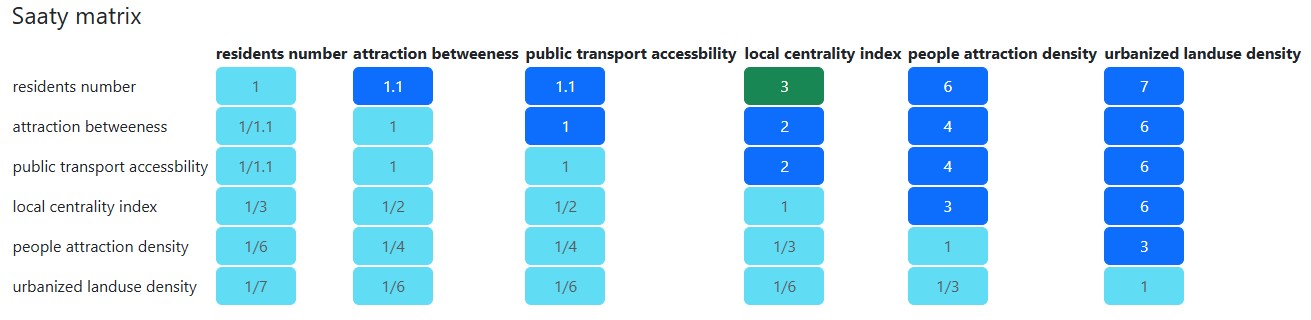 Saaty matrix
residents number attraction betweeness public transport accessbility local centrality index people attraction density urbanized landuse density
residents number 1 1.1 1.1 3 6 7
attraction betweeness 1/1.1 1 1 2 4 6
public transport accessbility 1/1.1 1 1 2 4 6
local centrality index 1/3 1/2 1/2 1 3 6
people attraction density 1/6 1/4 1/4 1/3 1 3
urbanized landuse density 1/7 1/6 1/6 1/6 1/3 1